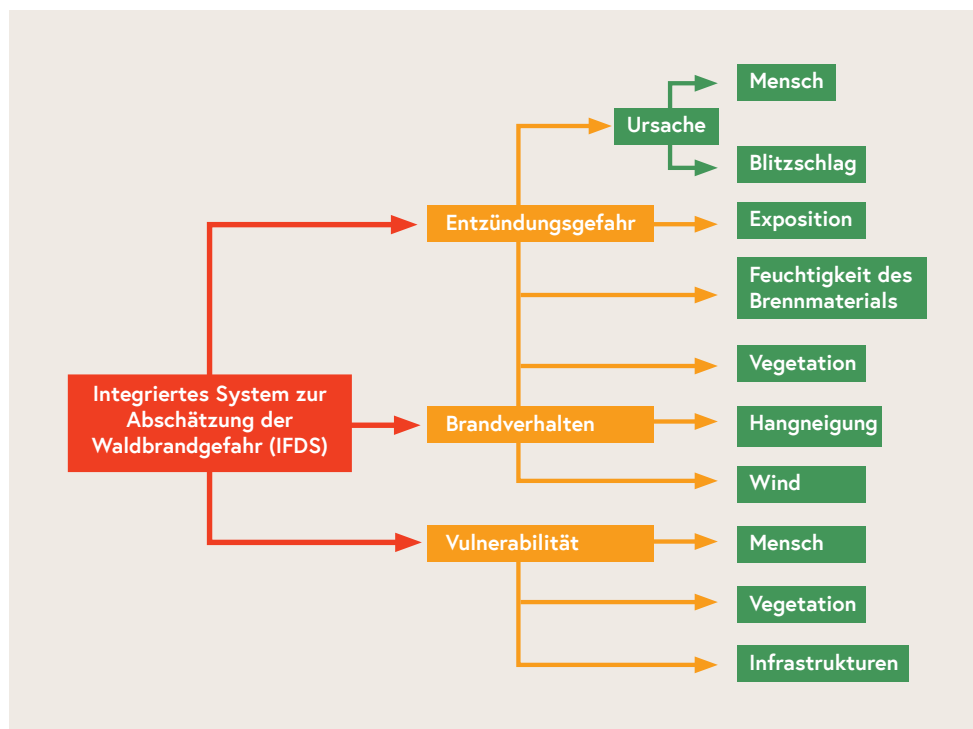 Mensch
Ursache
Blitzschlag
Entzündungsgefahr
Exposition
Feuchtigkeit des
Brennmaterials
Vegetation
Integriertes System zur
Abschätzung der
Waldbrandgefahr (IFDS)
Brandverhalten
Hangneigung
Wind
Vulnerabilität
Mensch
Vegetation
Infrastrukturen